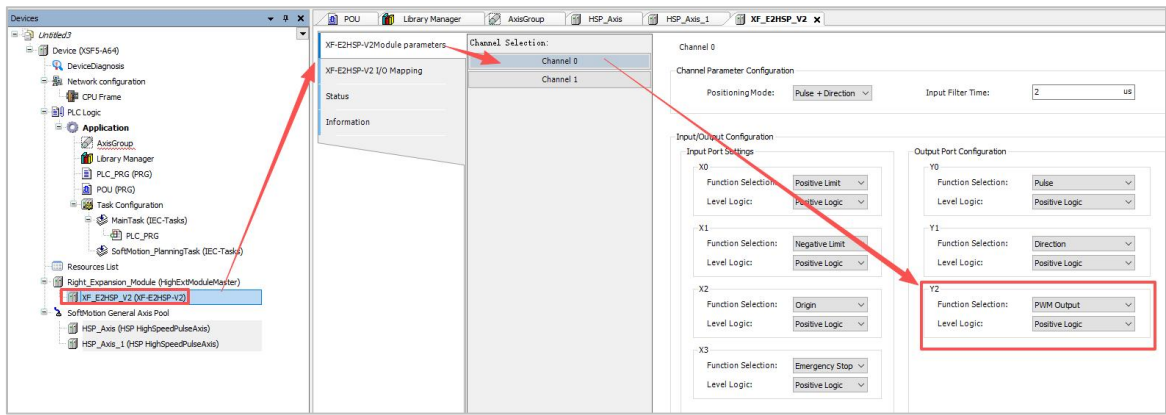 Devices
Untitled3
Device (XSF5-A64)
DeviceDiagnosis
Network configuration
CPU Frame
PLC Logic
Application
AxisGroup
Library Manager
PLC_PRG (PRG)
POU (PRG)
Task Configuration
MainTask (IEC-Tasks)
PLC_PRG
SoftMotion_PlanningTask (IEC-Tasks)
Resources List
Right_Expansion_Module (HighExtModuleMaster)
XF_E2HSP_V2 (XF-E2HSP-V2)
SoftMotion General Axis Pool
HSP_Axis (HSP HighSpeedPulseAxis)
HSP_Axis_1 (HSP HighSpeedPulseAxis)
POU
Library Manager
AxisGroup
HSP_Axis
HSP_Axis_1
XF_E2HSP_V2
XF-E2HSP-V2Module parameters
XF-E2HSP-V2 I/O Mapping
Status
Information
Channel Selection:
Channel 0
Channel 1
Channel 0
Channel Parameter Configuration
PositioningMode: Pulse + Direction Input Filter Time: 2 us
Input/Output Configuration
Input Port Settings
X0
Function Selection: Positive Limit
Level Logic: Positive Logic
X1
Function Selection: Negative Limit
Level Logic: Positive Logic
X2
Function Selection: Origin
Level Logic: Positive Logic
X3
Function Selection: Emergency Stop
Level Logic: Positive Logic
Output Port Configuration
Y0
Function Selection: Pulse
Level Logic: Positive Logic
Y1
Function Selection: Direction
Level Logic: Positive Logic
Y2
Function Selection: PWM Output
Level Logic: Positive Logic